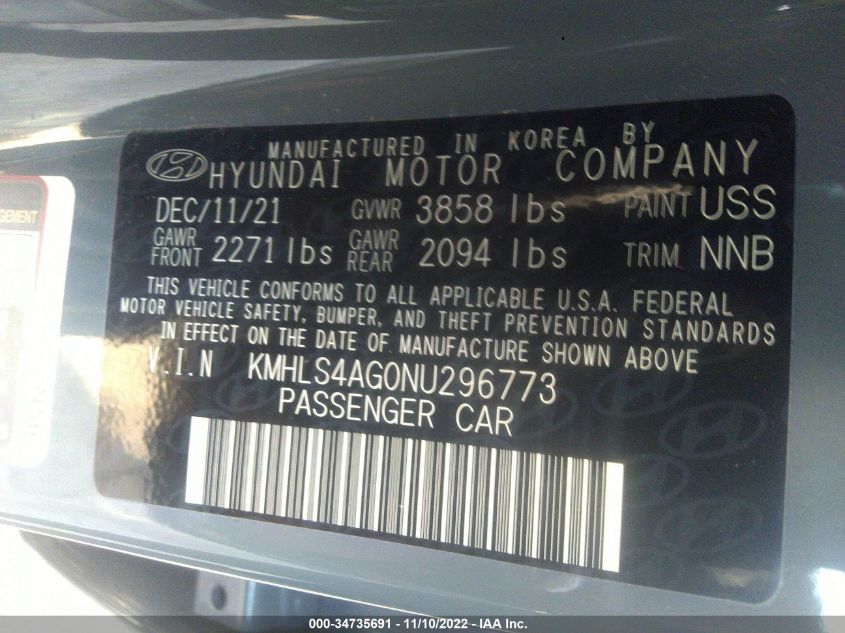 MANUFACTURED IN KOREA BY
HYUNDAI MOTOR COMPANY
DEC/11/21 GVWR 3858 lbs PAINT USS
GAWR FRONT 2271 lbs GAWR REAR 2094 lbs TRIM NNB
THIS VEHICLE CONFORMS TO ALL APPLICABLE U.S.A. FEDERAL
MOTOR VEHICLE SAFETY, BUMPER, AND THEFT PREVENTION STANDARDS
IN EFFECT ON THE DATE OF MANUFACTURE SHOWN ABOVE
V.I.N KMHLS4AG0NU296773
PASSENGER CAR
000-34735691 - 11/10/2022 - IAA Inc.